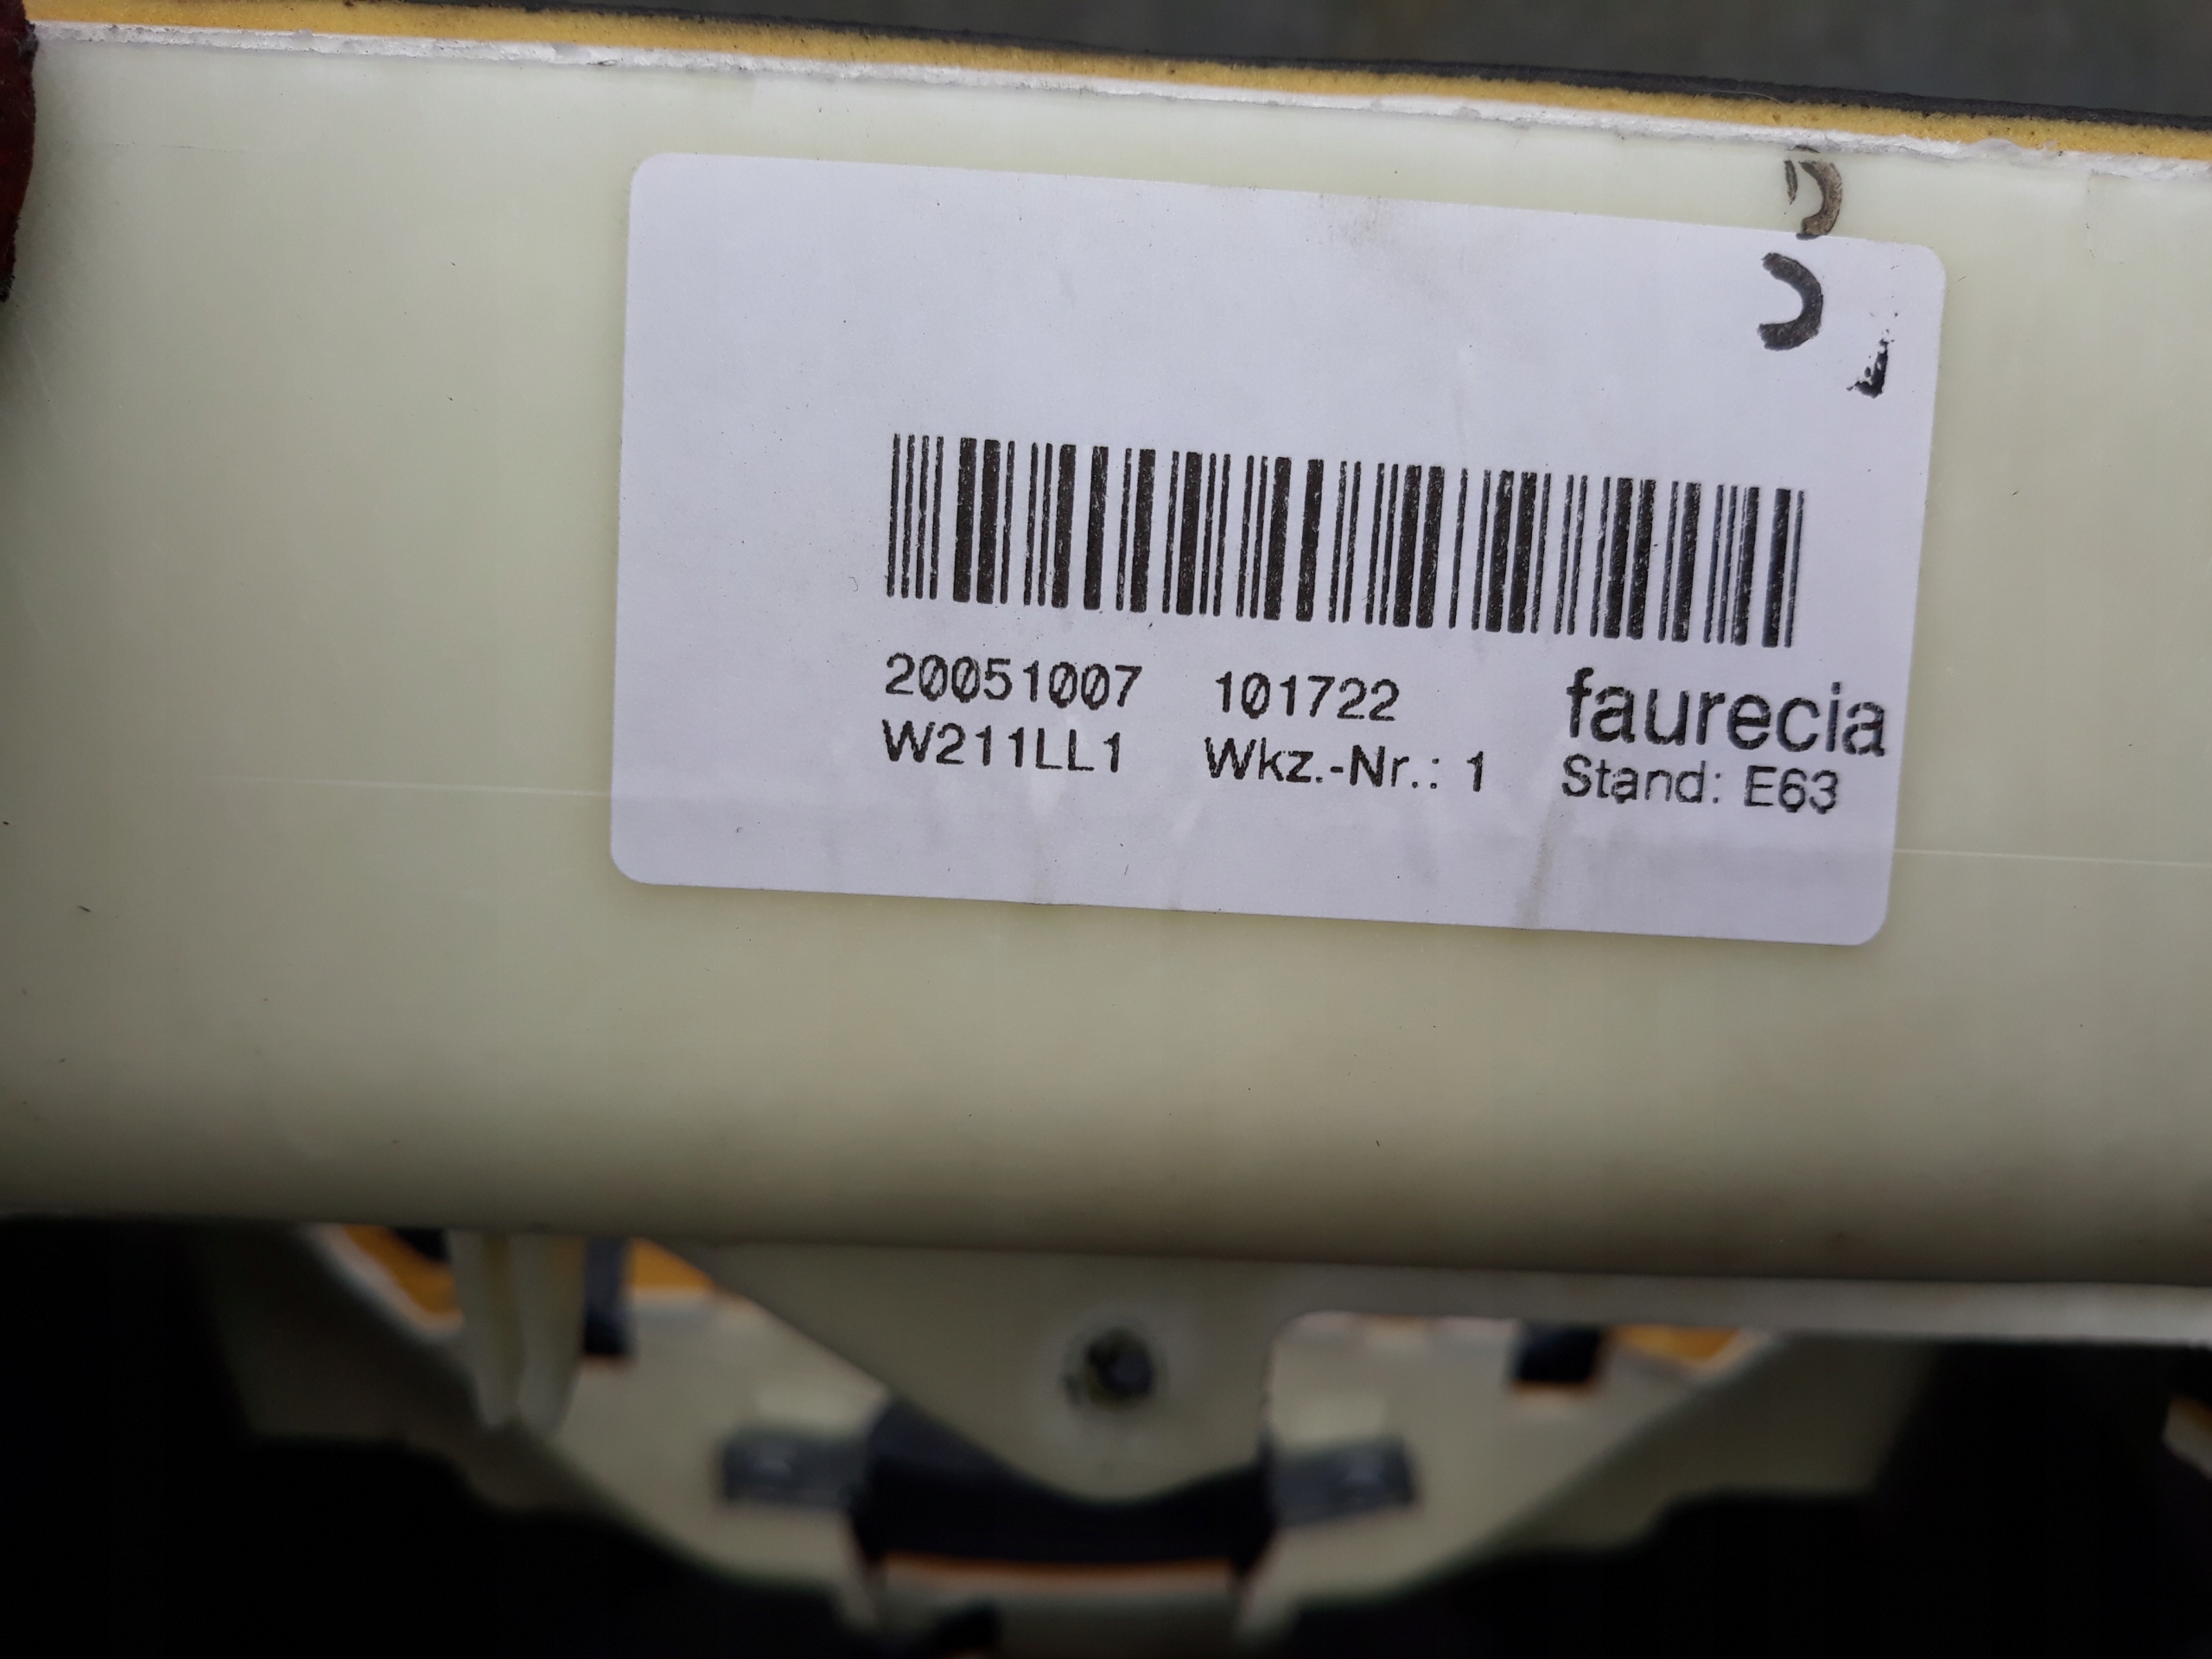 20051007 101722 faurecia
W211LL1 Wkz.-Nr.: 1 Stand: E63